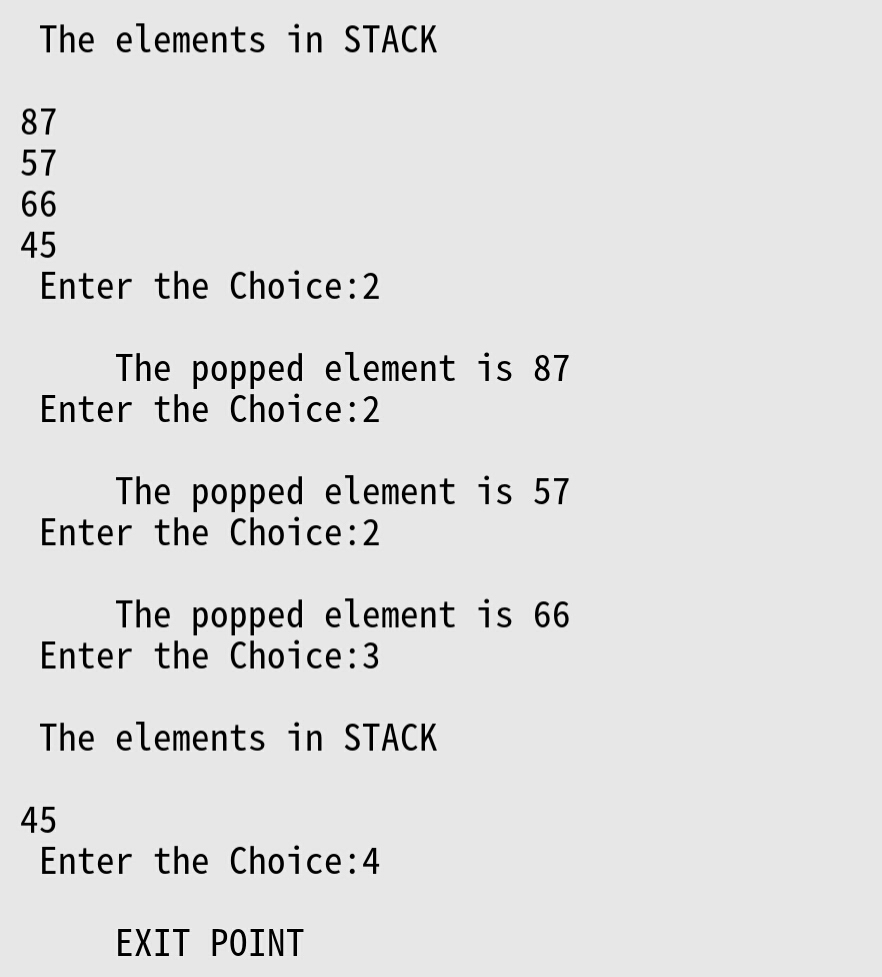 The elements in STACK
87
57
66
45
Enter the Choice:2
The popped element is 87
Enter the Choice:2
The popped element is 57
Enter the Choice:2
The popped element is 66
Enter the Choice:3
The elements in STACK
45
Enter the Choice:4
EXIT POINT